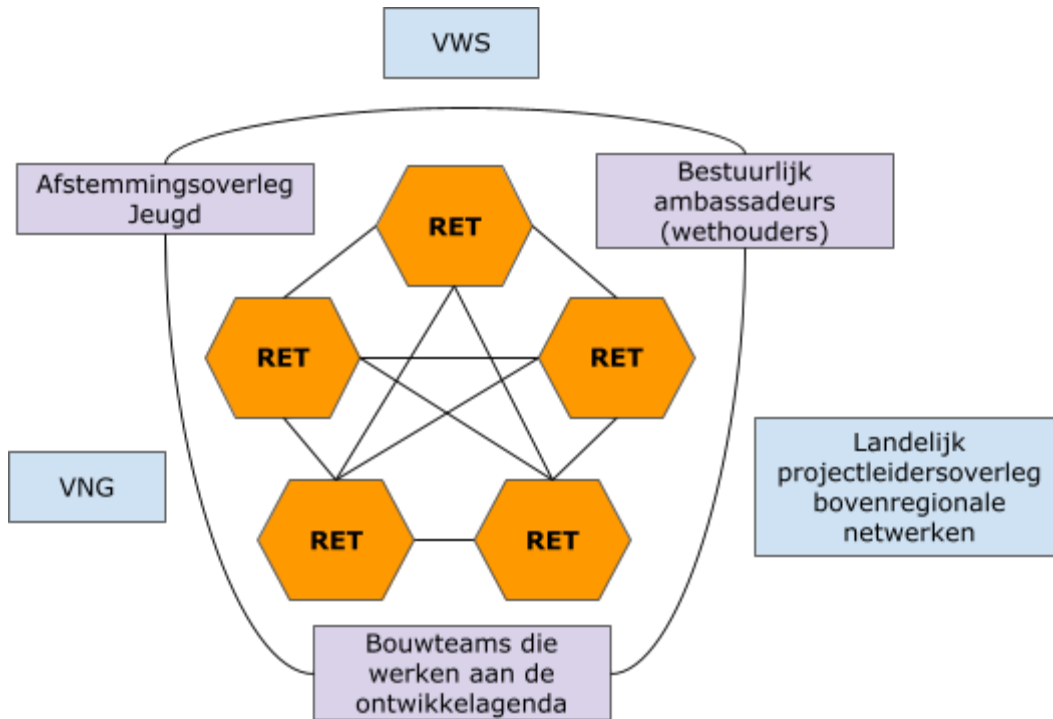 VWS
Afstemmingsoverleg
Jeugd
Bestuurlijk
ambassadeurs
(wethouders)
RET
RET
RET
VNG
Landelijk
projectleidersoverleg
bovenregionale
netwerken
RET
RET
Bouwteams die
werken aan de
ontwikkelagenda